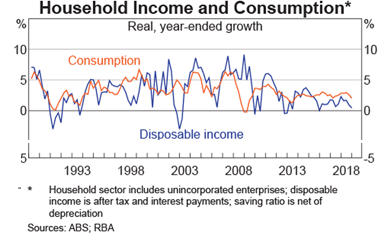 Household Income and Consumption*
Real, year-ended growth
% %
Consumption
10 10
5 5
0 0
Disposable income
5 -5
1993 1998 2003 2008 2013 2018
- * Household sector includes unincorporated enterprises; disposable
income is after tax and interest payments; saving ratio is net of
depreciation
Sources: ABS; RBA